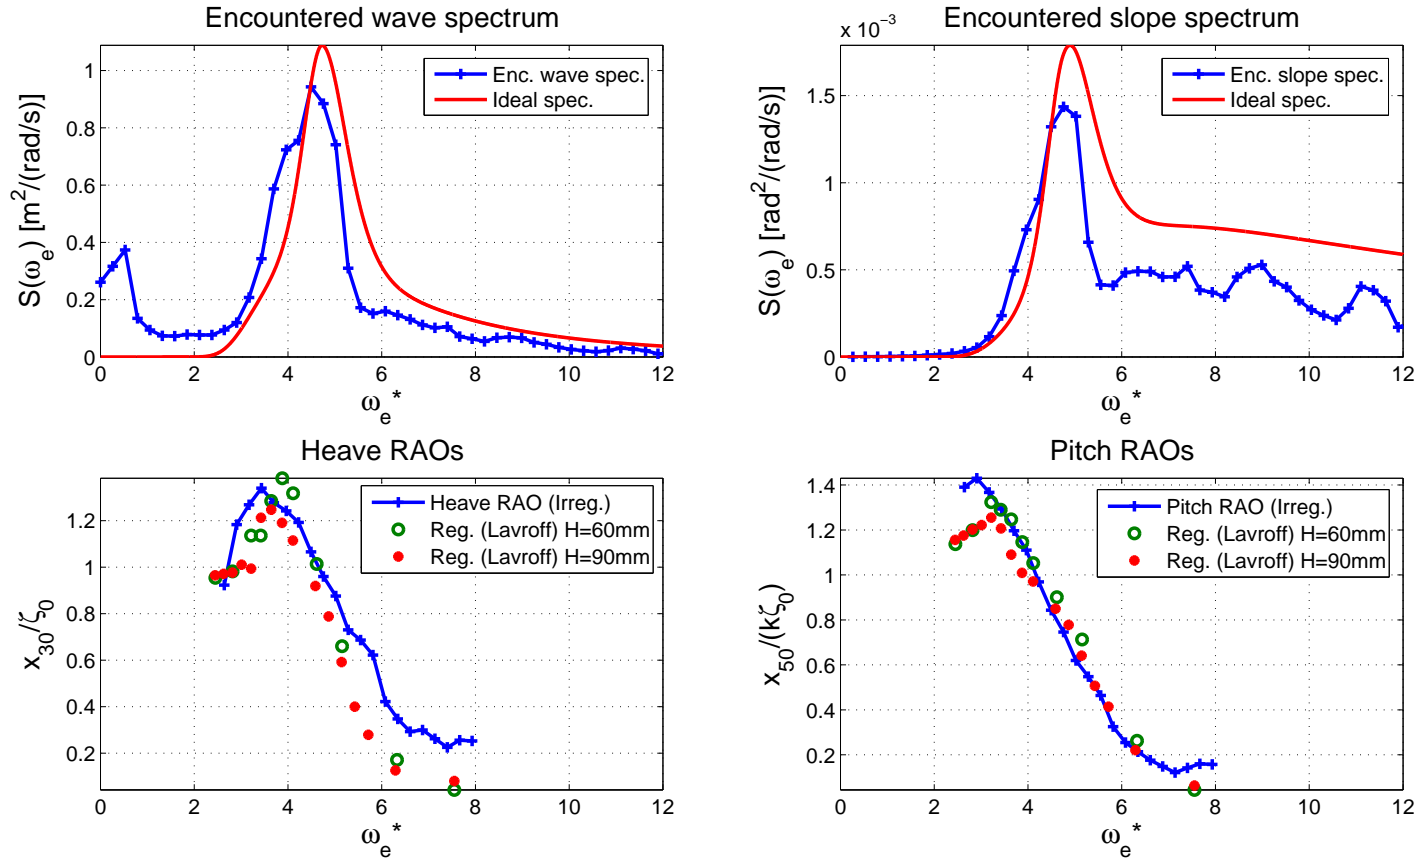 Encountered wave spectrum
S(ω_e) [m^2/(rad/s)]
1
0.8
0.6
0.4
0.2
0
0 2 4 6 8 10 12
ω_e*
Enc. wave spec.
Ideal spec.
Encountered slope spectrum
x 10^-3
S(ω_e) [rad^2/(rad/s)]
1.5
1
0.5
0
0 2 4 6 8 10 12
ω_e*
Enc. slope spec.
Ideal spec.
Heave RAOs
x_30/ζ_0
1.2
1
0.8
0.6
0.4
0.2
0 2 4 6 8 10 12
ω_e*
Heave RAO (Irreg.)
Reg. (Lavroff) H=60mm
Reg. (Lavroff) H=90mm
Pitch RAOs
x_50/(kζ_0)
1.4
1.2
1
0.8
0.6
0.4
0.2
0 2 4 6 8 10 12
ω_e*
Pitch RAO (Irreg.)
Reg. (Lavroff) H=60mm
Reg. (Lavroff) H=90mm